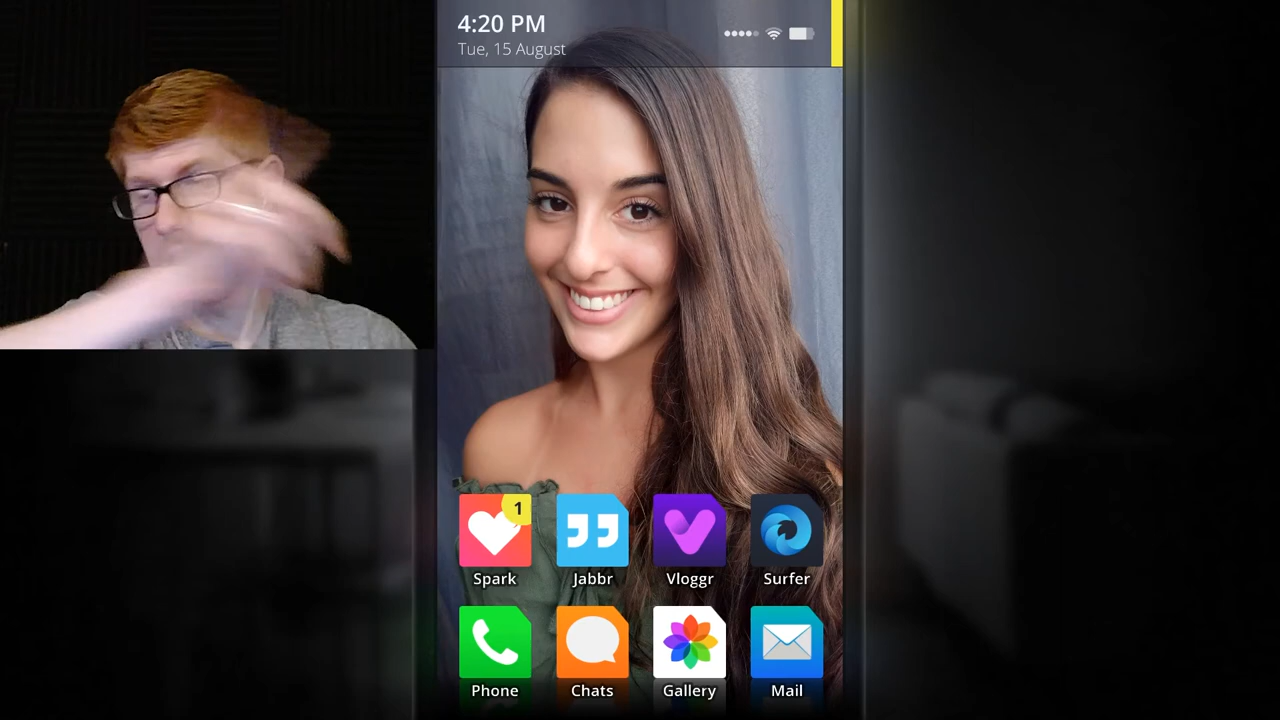 4:20 PM
Tue, 15 August
1
Spark
Jabbr
Vloggr
Surfer
Phone
Chats
Gallery
Mail